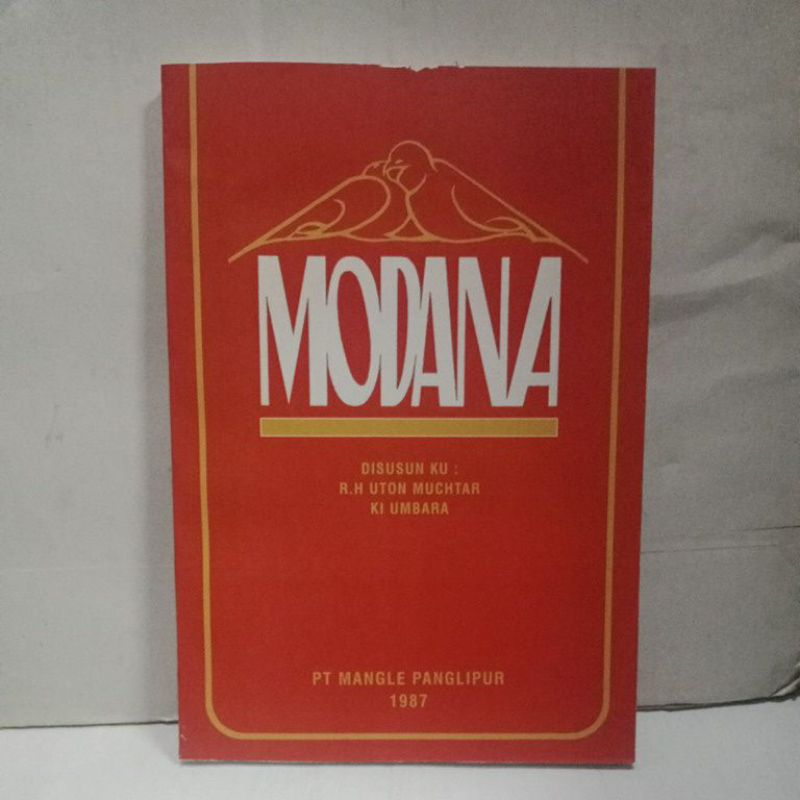 MODANA
DISUSUN KU :
R.H UTON MUCHTAR
KI UMBARA
PT MANGLE PANGLIPUR
1987